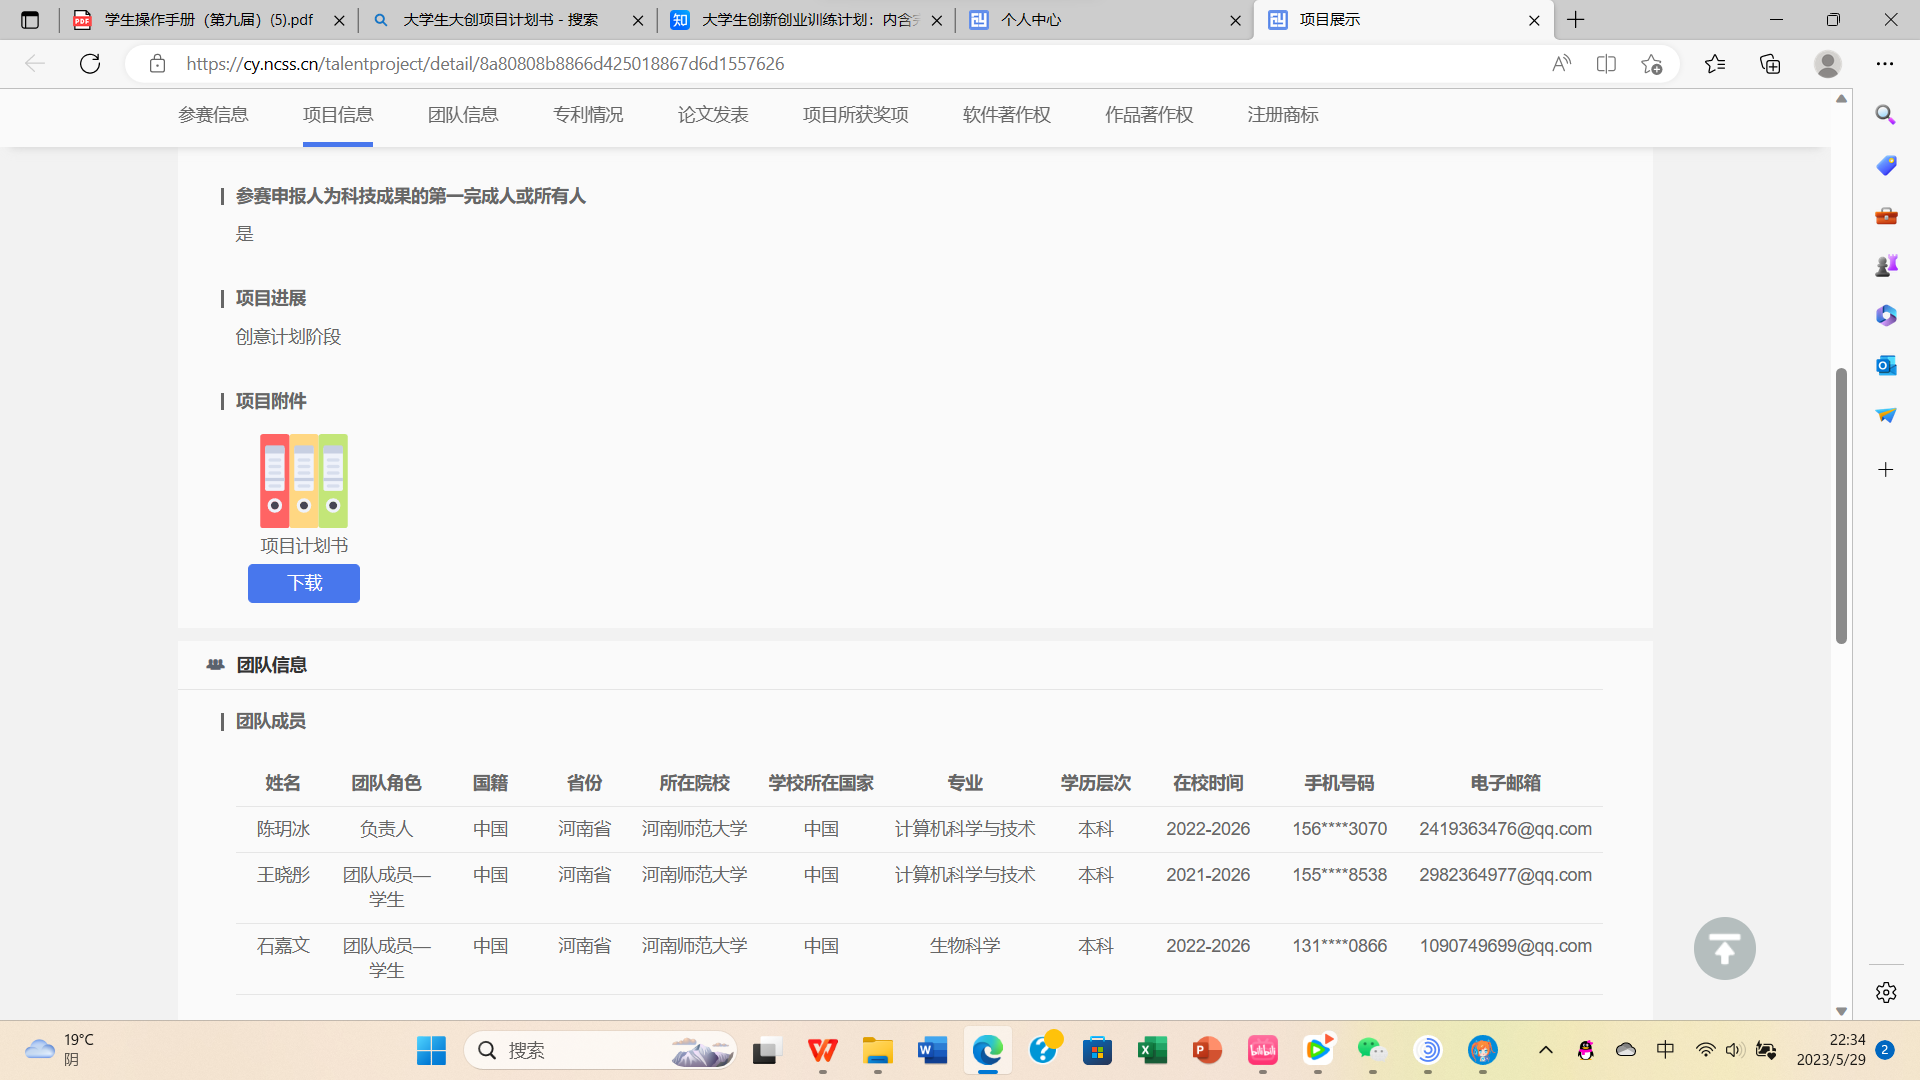 学生操作手册（第九届）(5).pdf
大学生大创项目计划书 - 搜索
大学生创新创业训练计划：内含完
个人中心
项目展示
https://cy.ncss.cn/talentproject/detail/8a80808b8866d425018867d6d1557626
参赛信息 项目信息 团队信息 专利情况 论文发表 项目所获奖项 软件著作权 作品著作权 注册商标
参赛申报人为科技成果的第一完成人或所有人
是
项目进展
创意计划阶段
项目附件
项目计划书
下载
团队信息
团队成员
姓名 团队角色 国籍 省份 所在院校 学校所在国家 专业 学历层次 在校时间 手机号码 电子邮箱
陈玥冰 负责人 中国 河南省 河南师范大学 中国 计算机科学与技术 本科 2022-2026 156****3070 2419363476@qq.com
王晓彤 团队成员—学生 中国 河南省 河南师范大学 中国 计算机科学与技术 本科 2021-2026 155****8538 2982364977@qq.com
石嘉文 团队成员—学生 中国 河南省 河南师范大学 中国 生物科学 本科 2022-2026 131****0866 1090749699@qq.com
19°C
阴
搜索
中
22:34
2023/5/29
2